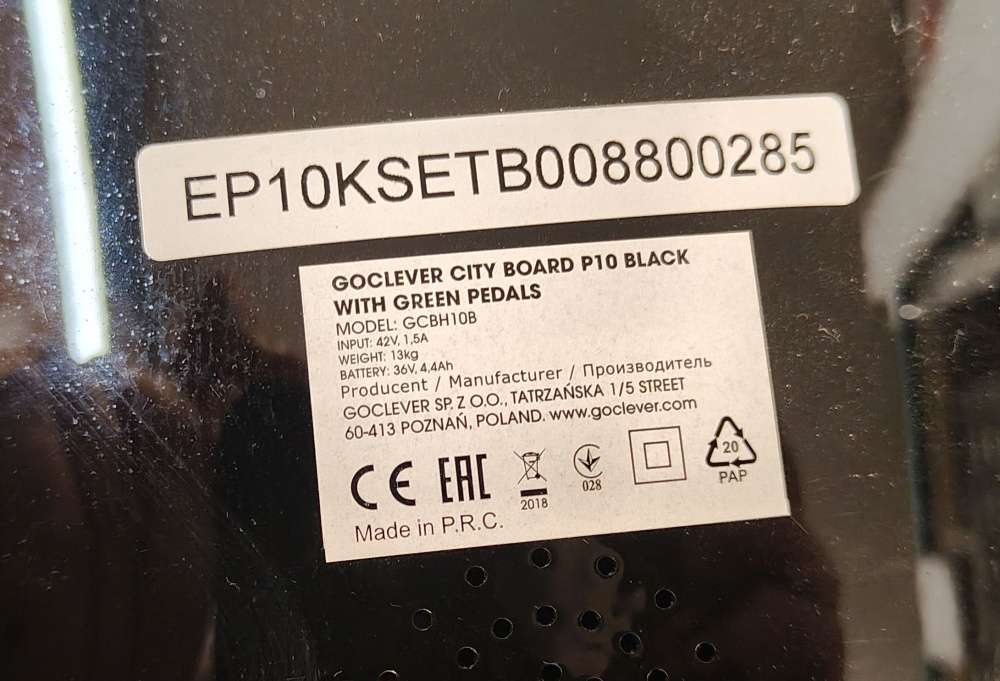 EP10KSETB008800285
GOCLEVER CITY BOARD P10 BLACK
WITH GREEN PEDALS
MODEL: GCBH10B
INPUT: 42V, 1,5A
WEIGHT: 13kg
BATTERY: 36V, 4,4Ah
Producent / Manufacturer / Производитель
GOCLEVER SP. Z O.O., TATRZAŃSKA 1/5 STREET
60-413 POZNAŃ, POLAND. www.goclever.com
CE EAC 2018 028 20 PAP
Made in P.R.C.